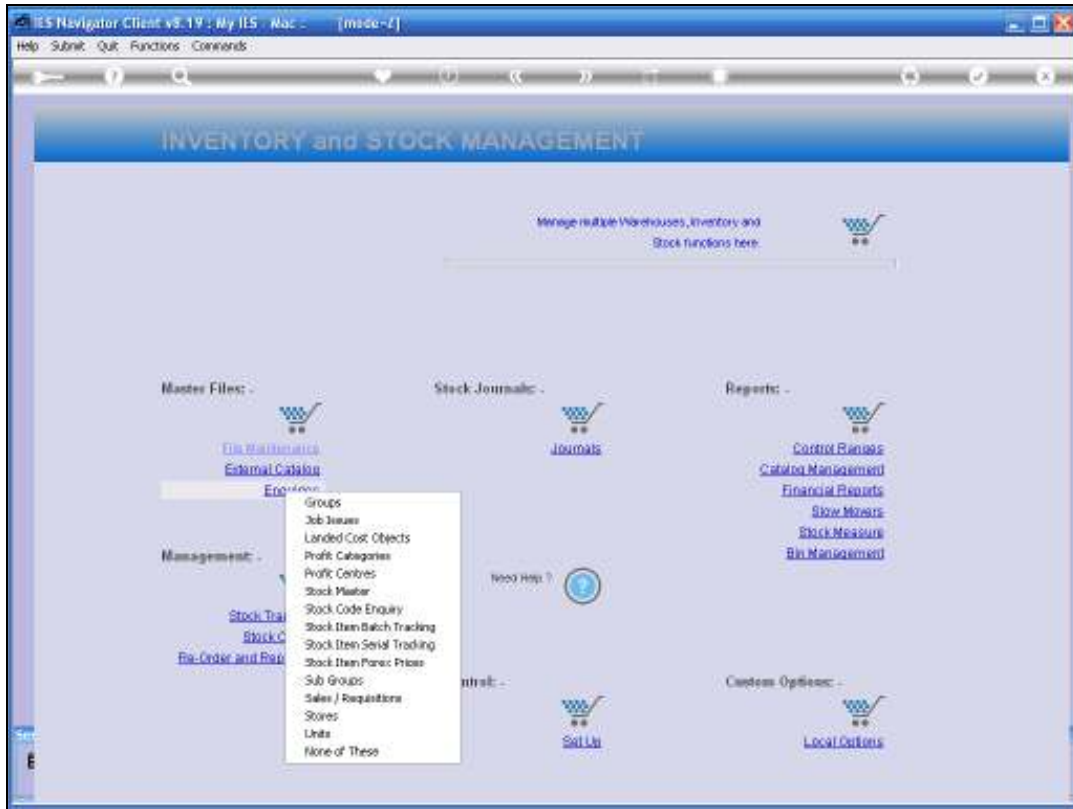 IES Navigator Client v8.19 : My IES - Mac -
Help Submit Quit Functions Commands
INVENTORY and STOCK MANAGEMENT
Manage multiple Warehouses, Inventory and
Stock functions here.
Master Files: -
File Maintenance
External Catalog
Enquiries
Groups
Job Issues
Landed Cost Objects
Profit Categories
Profit Centres
Stock Master
Stock Code Enquiry
Stock Item Batch Tracking
Stock Item Serial Tracking
Stock Item Forex Prices
Sub Groups
Sales / Requisitions
Stores
Units
None of These
Stock Journals: -
Journals
Reports: -
Control Ranges
Catalog Management
Financial Reports
Slow Movers
Stock Measure
Bin Management
Management: -
Stock Tra
Stock C
Re-Order and Rep
Need Help ?
ntrol: -
Set Up
Custom Options: -
Local Options